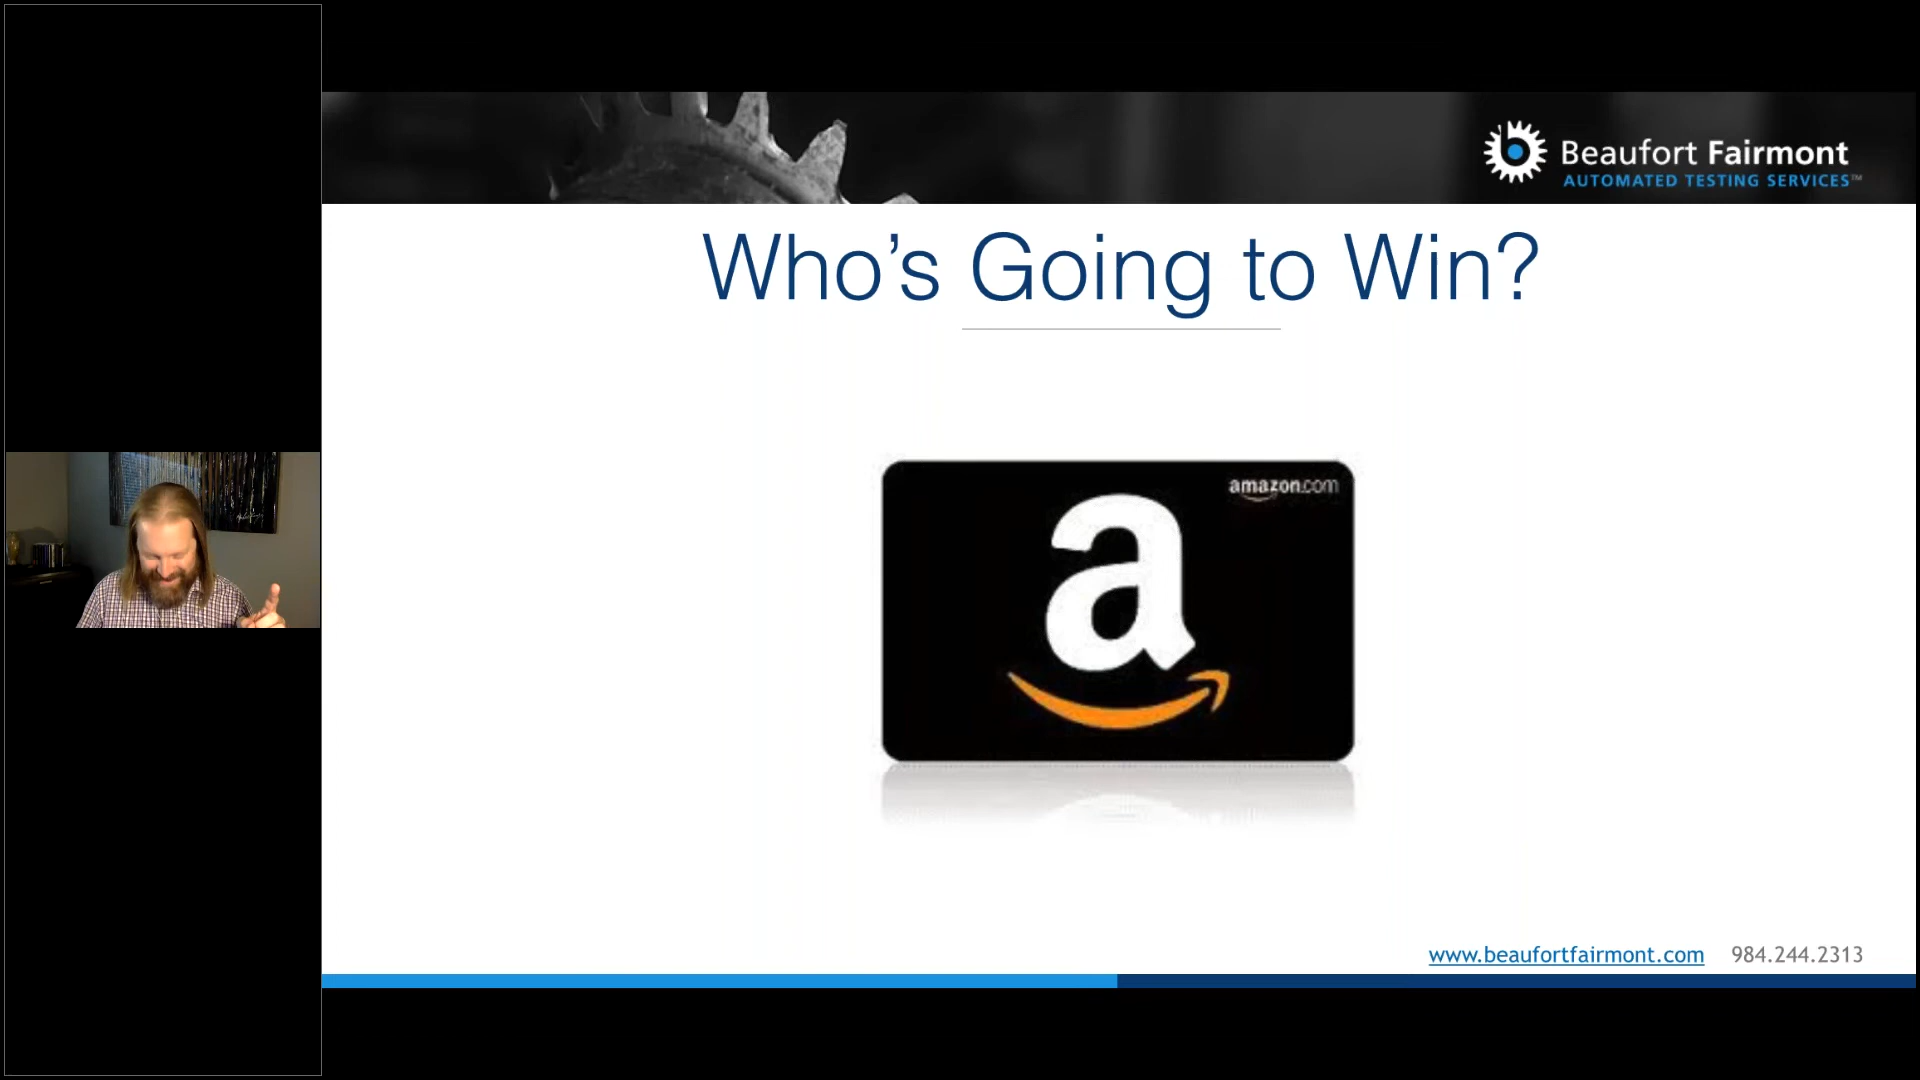 Beaufort Fairmont
AUTOMATED TESTING SERVICES™
Who's Going to Win?
amazon.com
a
www.beaufortfairmont.com 984.244.2313